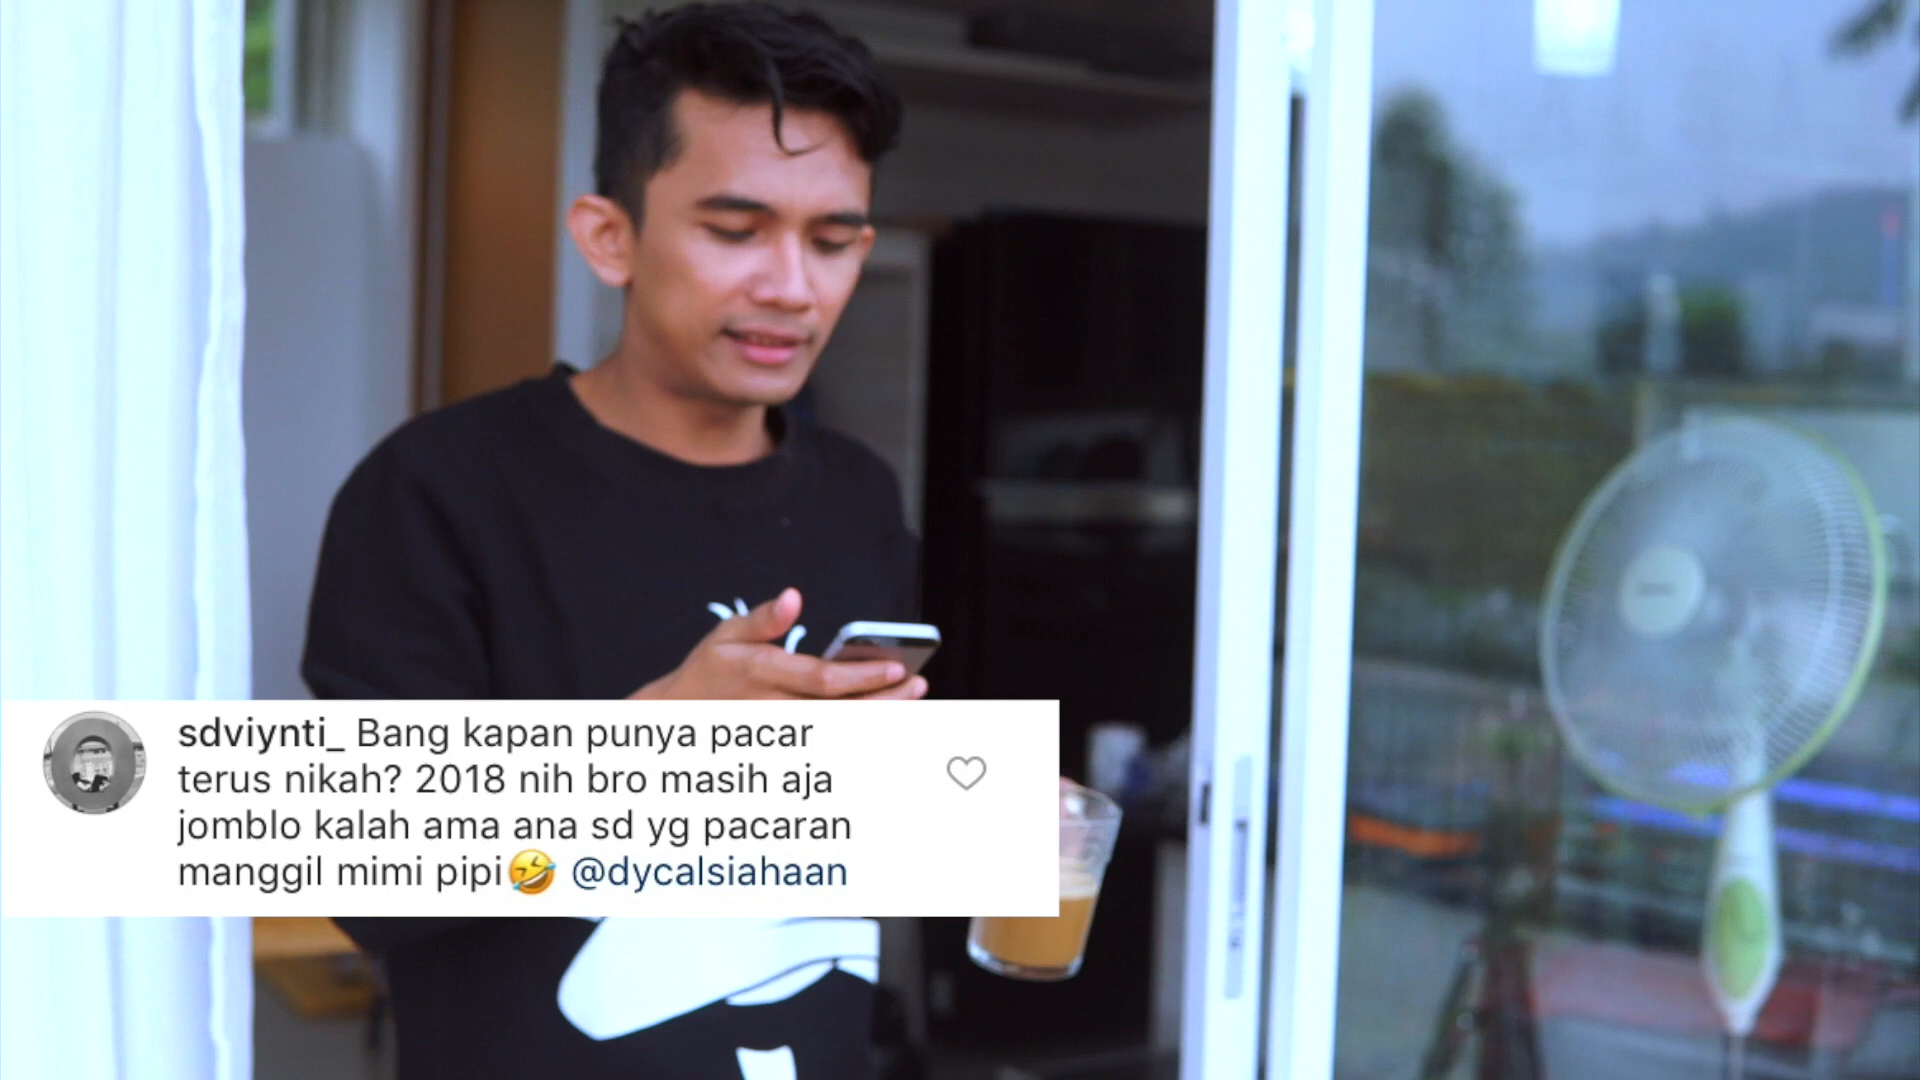 sdviynti_ Bang kapan punya pacar
terus nikah? 2018 nih bro masih aja
jomblo kalah ama ana sd yg pacaran
manggil mimi pipi🤣 @dycalsiahaan